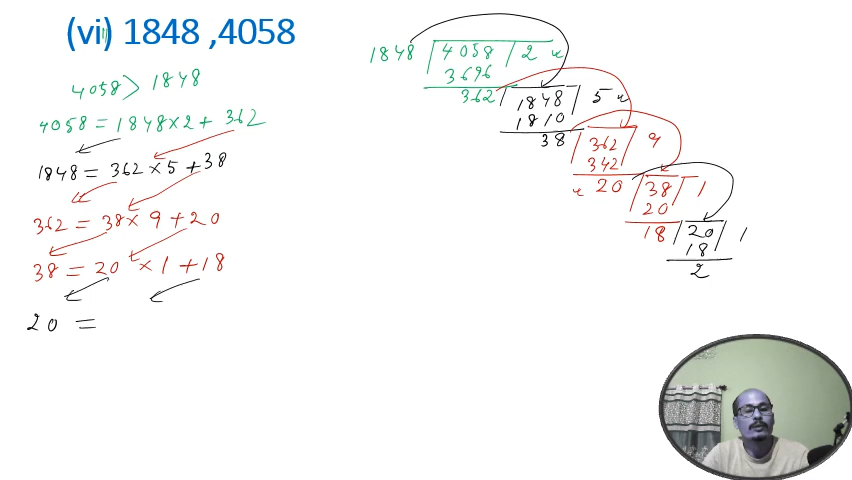 (vi) 1848 ,4058
4058 > 1848
4058 = 1848 × 2 + 362
1848 = 362 × 5 + 38
362 = 38 × 9 + 20
38 = 20 × 1 + 18
20 =
1848 | 4058 | 2
3696
362 | 1848 | 5
1810
38 | 362 | 9
342
20 | 38 | 1
20
18 | 20 | 1
18
2